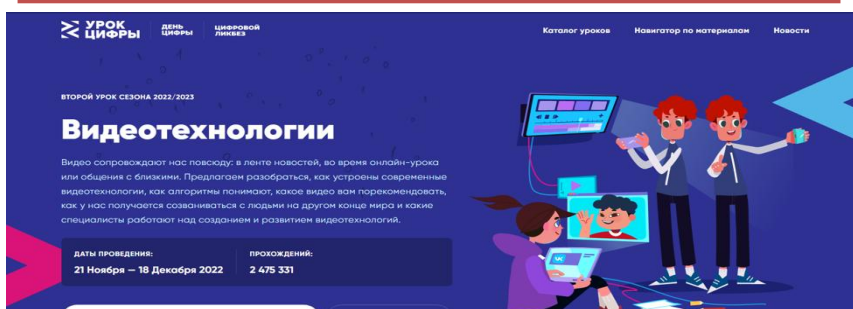 УРОК
ЦИФРЫ
ДЕНЬ
ЦИФРЫ
ЦИФРОВОЙ
ЛИКБЕЗ
Каталог уроков
Навигатор по материалам
Новости
ВТОРОЙ УРОК СЕЗОНА 2022/2023
Видеотехнологии
Видео сопровождают нас повсюду: в ленте новостей, во время онлайн-урока
или общения с близкими. Предлагаем разобраться, как устроены современные
видеотехнологии, как алгоритмы понимают, какое видео вам порекомендовать,
как у нас получается созваниваться с людьми на другом конце мира и какие
специалисты работают над созданием и развитием видеотехнологий.
ДАТЫ ПРОВЕДЕНИЯ:
21 Ноября — 18 Декабря 2022
ПРОХОЖДЕНИЙ:
2 475 331